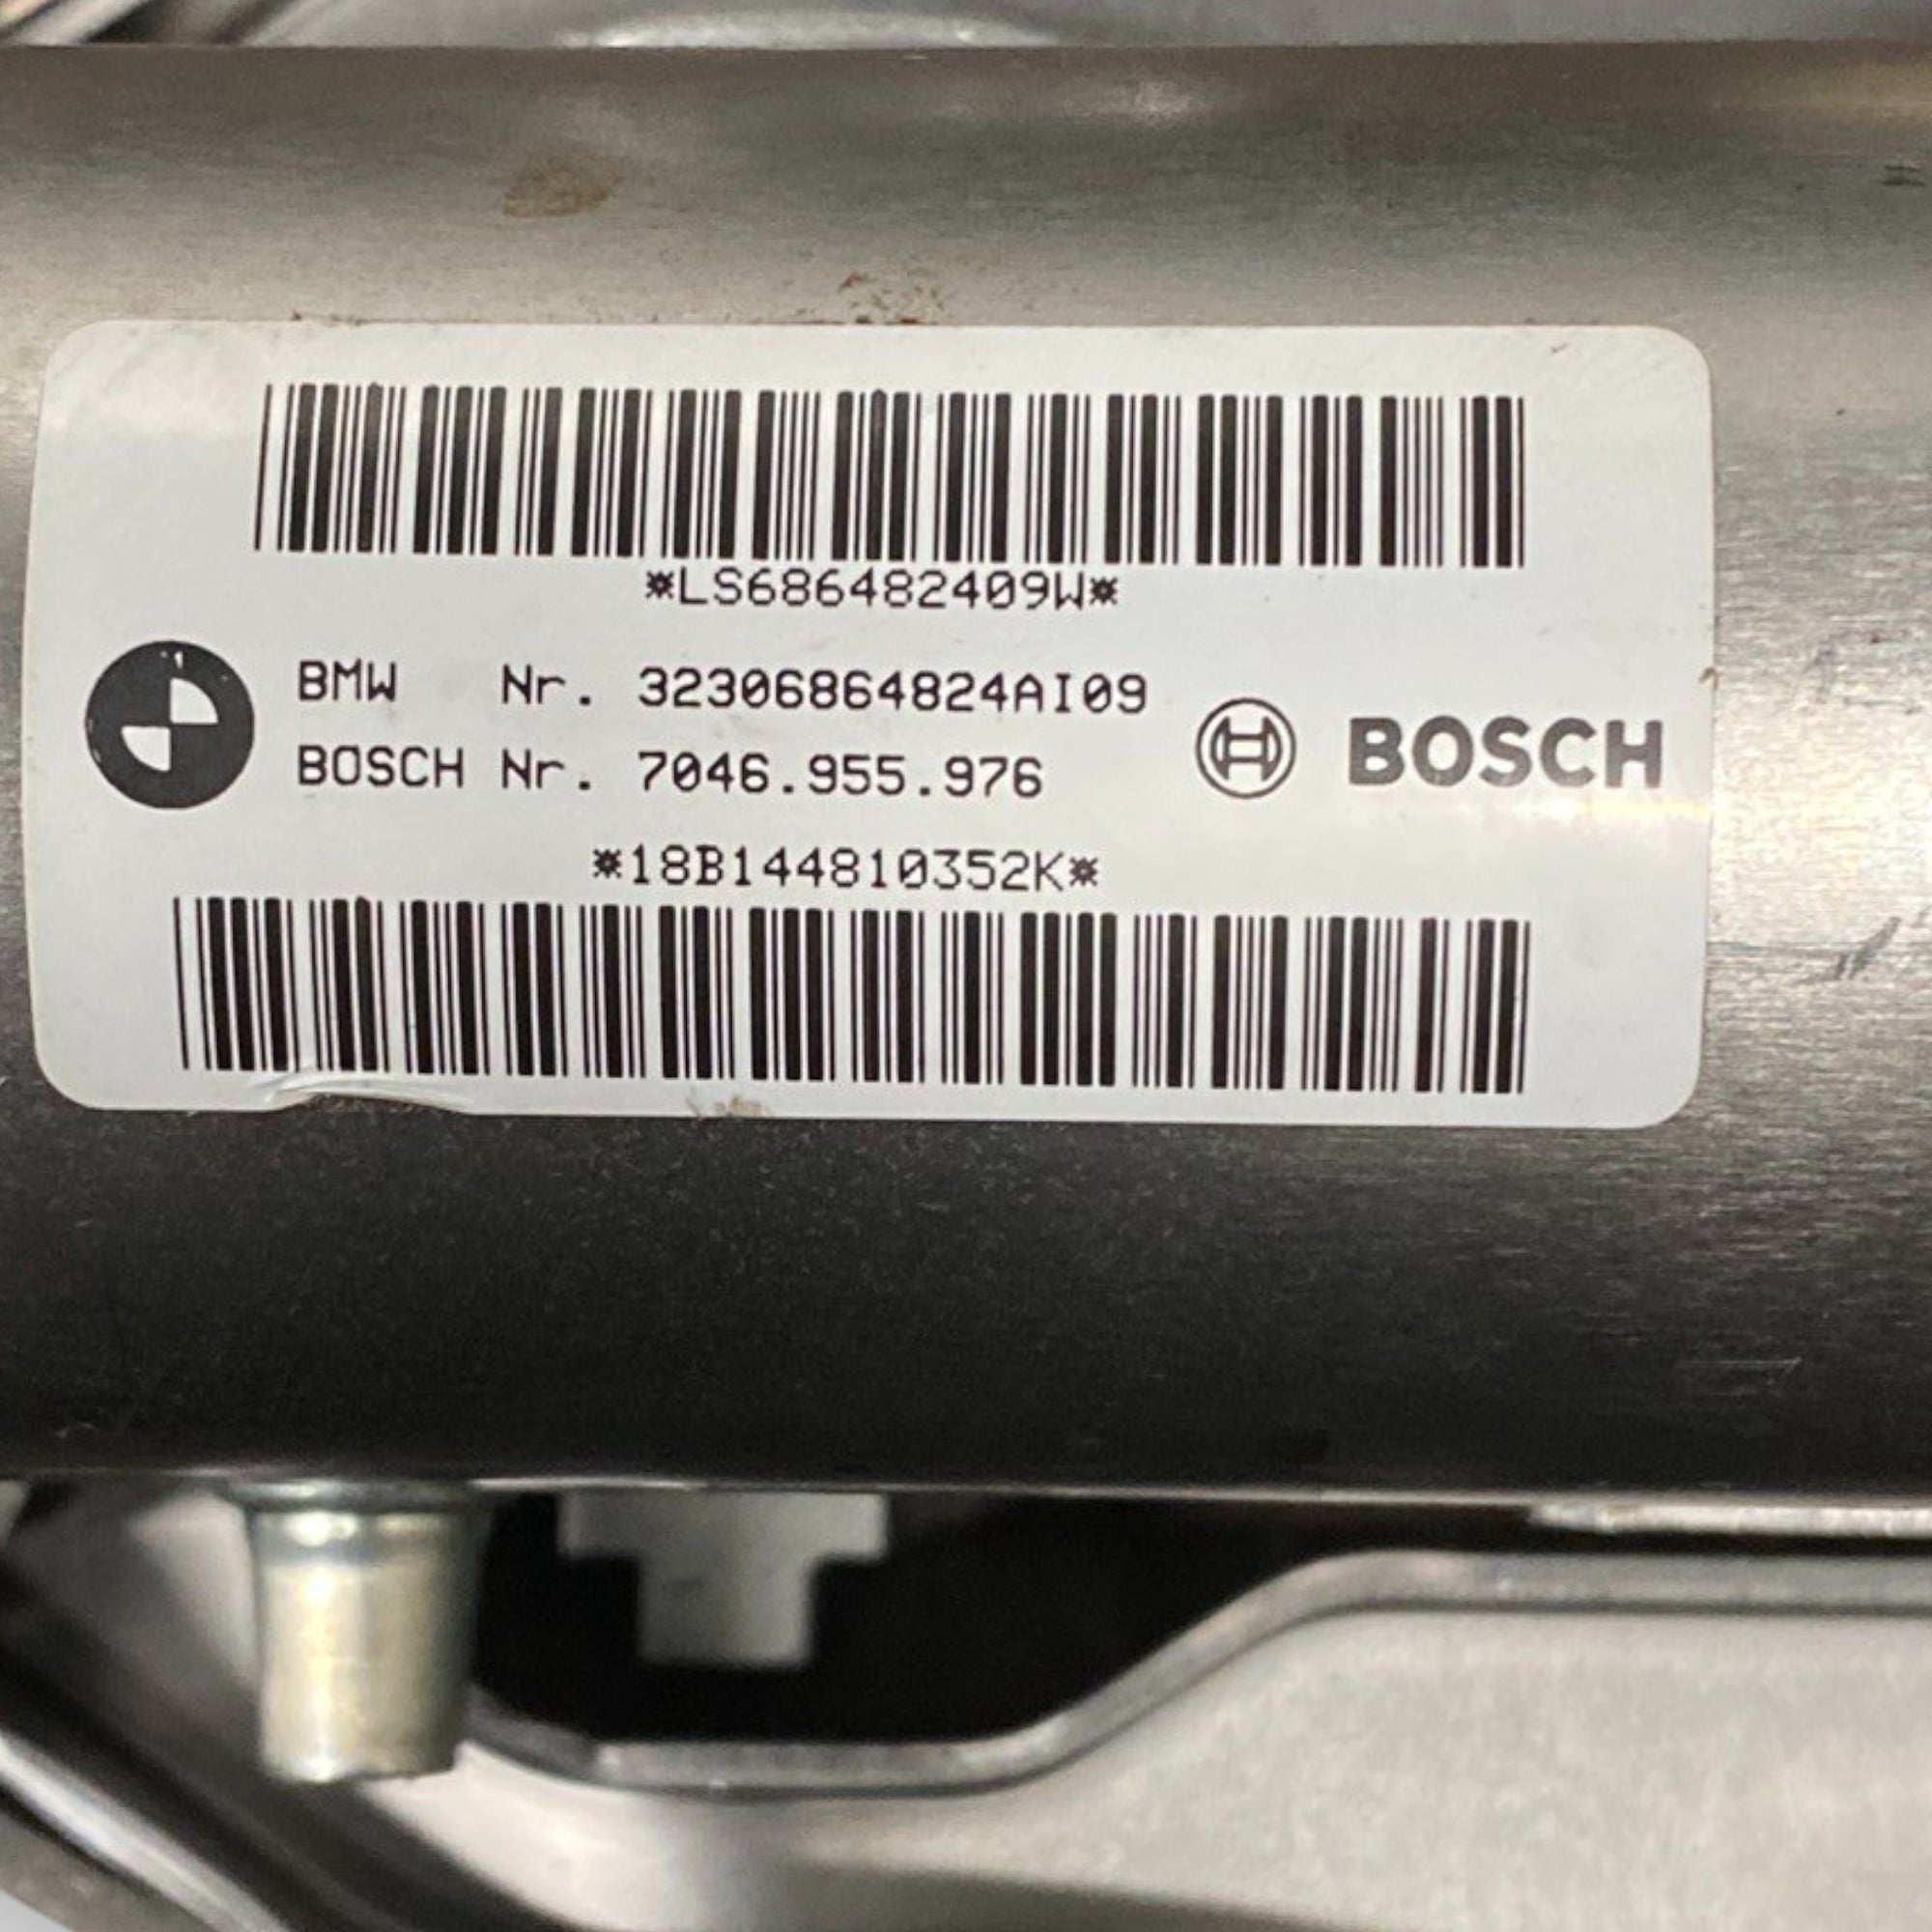 *LS686482409W*
BMW Nr. 32306864824AI09
BOSCH Nr. 7046.955.976
BOSCH
*18B144810352K*